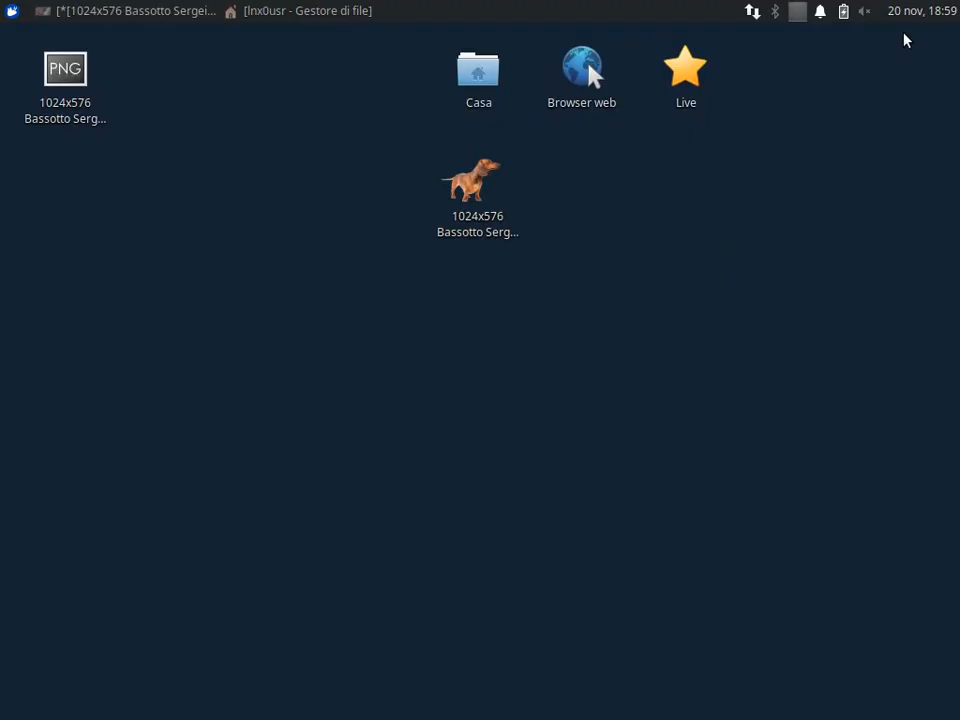 [*[1024x576 Bassotto Sergei... [lnx0usr - Gestore di file] 20 nov, 18:59
PNG
1024x576
Bassotto Serg...
Casa
Browser web
Live
1024x576
Bassotto Serg...